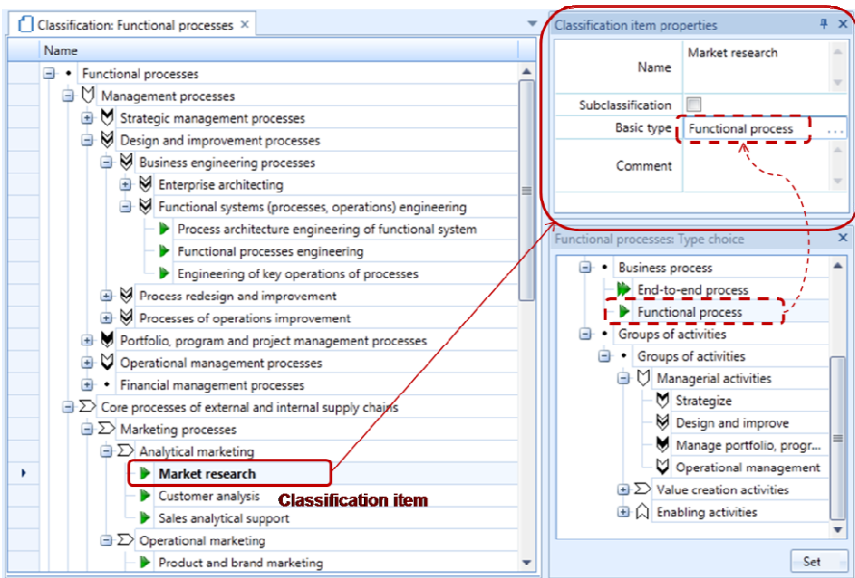 Classification: Functional processes
Name
Functional processes
Management processes
Strategic management processes
Design and improvement processes
Business engineering processes
Enterprise architecting
Functional systems (processes, operations) engineering
Process architecture engineering of functional system
Functional processes engineering
Engineering of key operations of processes
Process redesign and improvement
Processes of operations improvement
Portfolio, program and project management processes
Operational management processes
Financial management processes
Core processes of external and internal supply chains
Marketing processes
Analytical marketing
Market research
Customer analysis
Classification item
Sales analytical support
Operational marketing
Product and brand marketing
Classification item properties
Name
Market research
Subclassification
Basic type
Functional process
...
Comment
Functional processes: Type choice
Business process
End-to-end process
Functional process
Groups of activities
Groups of activities
Managerial activities
Strategize
Design and improve
Manage portfolio, progr...
Operational management
Value creation activities
Enabling activities
Set